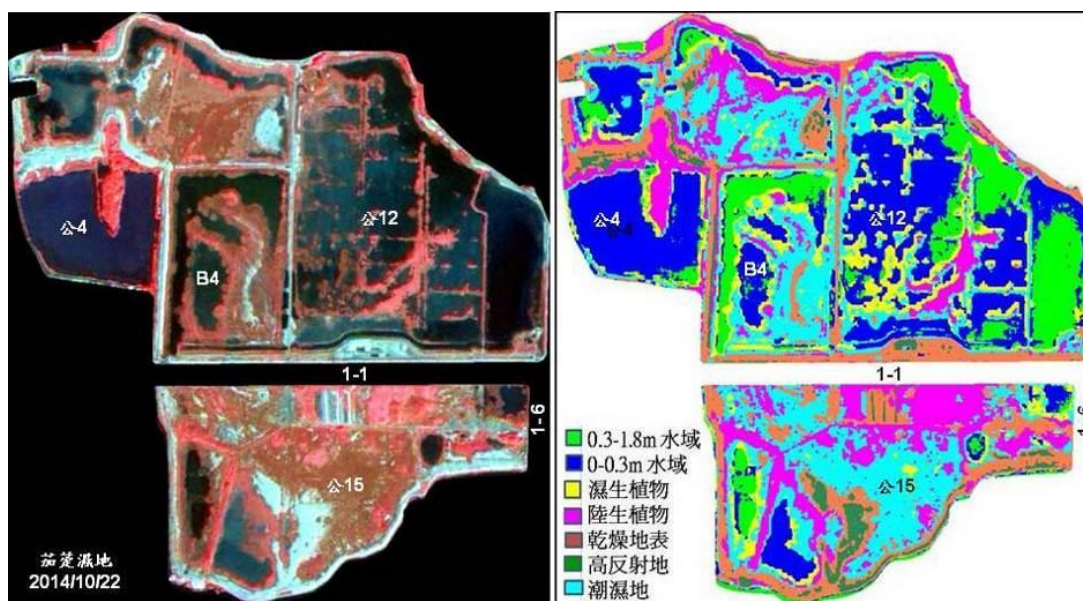 公4
公12
B4
1-1
1-6
公15
茄萣濕地
2014/10/22
公4
公12
B4
1-1
1-6
公15
0.3-1.8m 水域
0-0.3m 水域
濕生植物
陸生植物
乾燥地表
高反射地
潮濕地